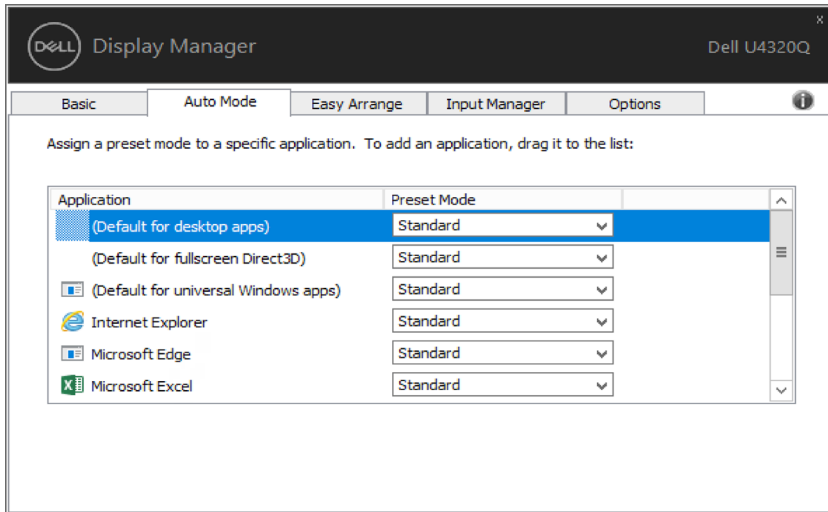 x
DELL Display Manager Dell U4320Q
Basic Auto Mode Easy Arrange Input Manager Options
Assign a preset mode to a specific application. To add an application, drag it to the list:
Application Preset Mode
(Default for desktop apps) Standard
(Default for fullscreen Direct3D) Standard
(Default for universal Windows apps) Standard
Internet Explorer Standard
Microsoft Edge Standard
Microsoft Excel Standard